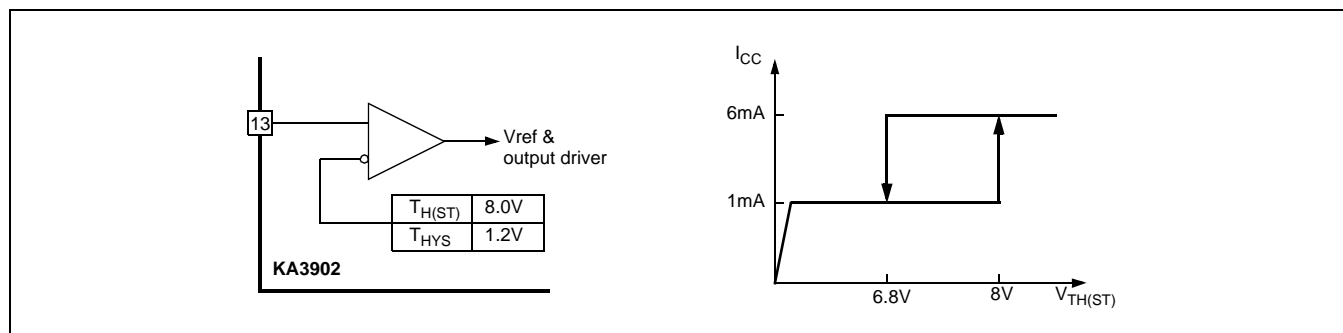 13
Vref &
output driver
TH(ST) 8.0V
THYS 1.2V
KA3902
ICC
6mA
1mA
6.8V
8V
VTH(ST)